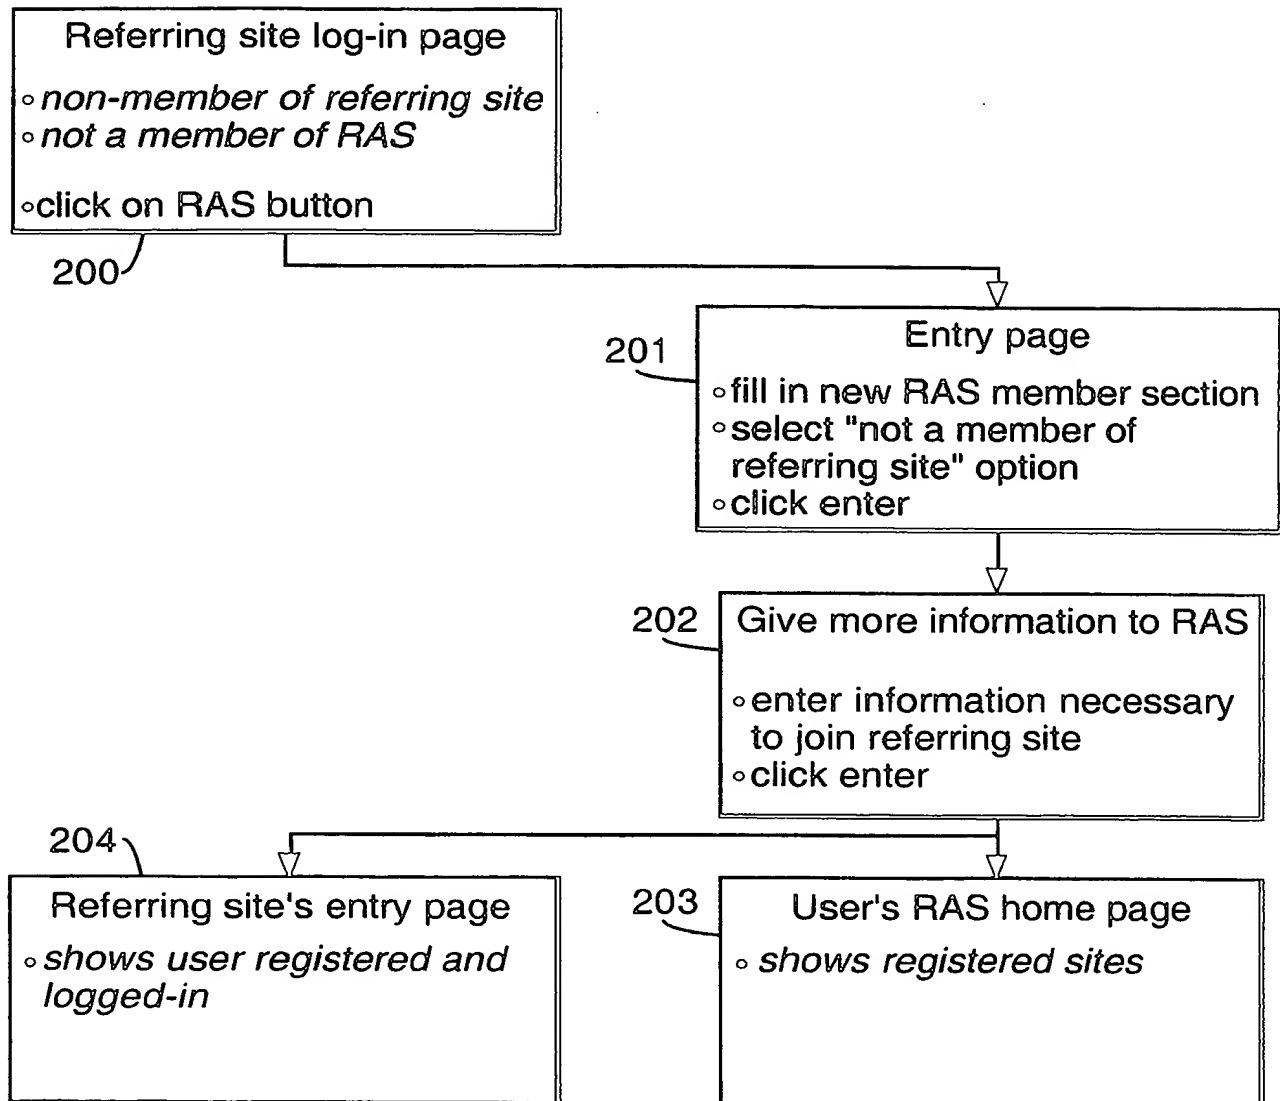 Referring site log-in page
∘ non-member of referring site
∘ not a member of RAS
∘ click on RAS button
200
201
Entry page
∘ fill in new RAS member section
∘ select "not a member of
referring site" option
∘ click enter
202
Give more information to RAS
∘ enter information necessary
to join referring site
∘ click enter
204
Referring site's entry page
∘ shows user registered and
logged-in
203
User's RAS home page
∘ shows registered sites